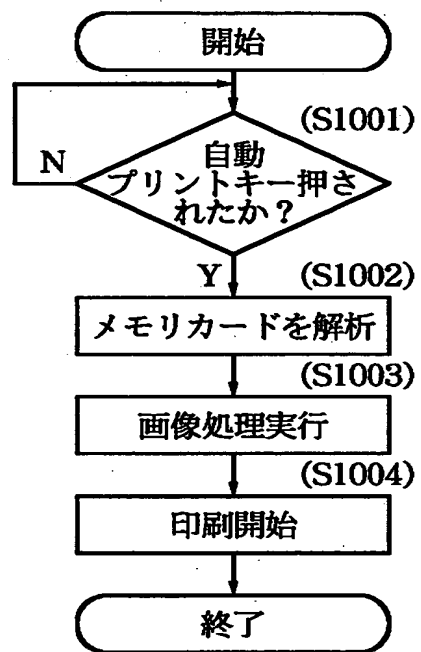 開始
(S1001)
自動
プリントキー押さ
れたか？
N
Y
(S1002)
メモリカードを解析
(S1003)
画像処理実行
(S1004)
印刷開始
終了